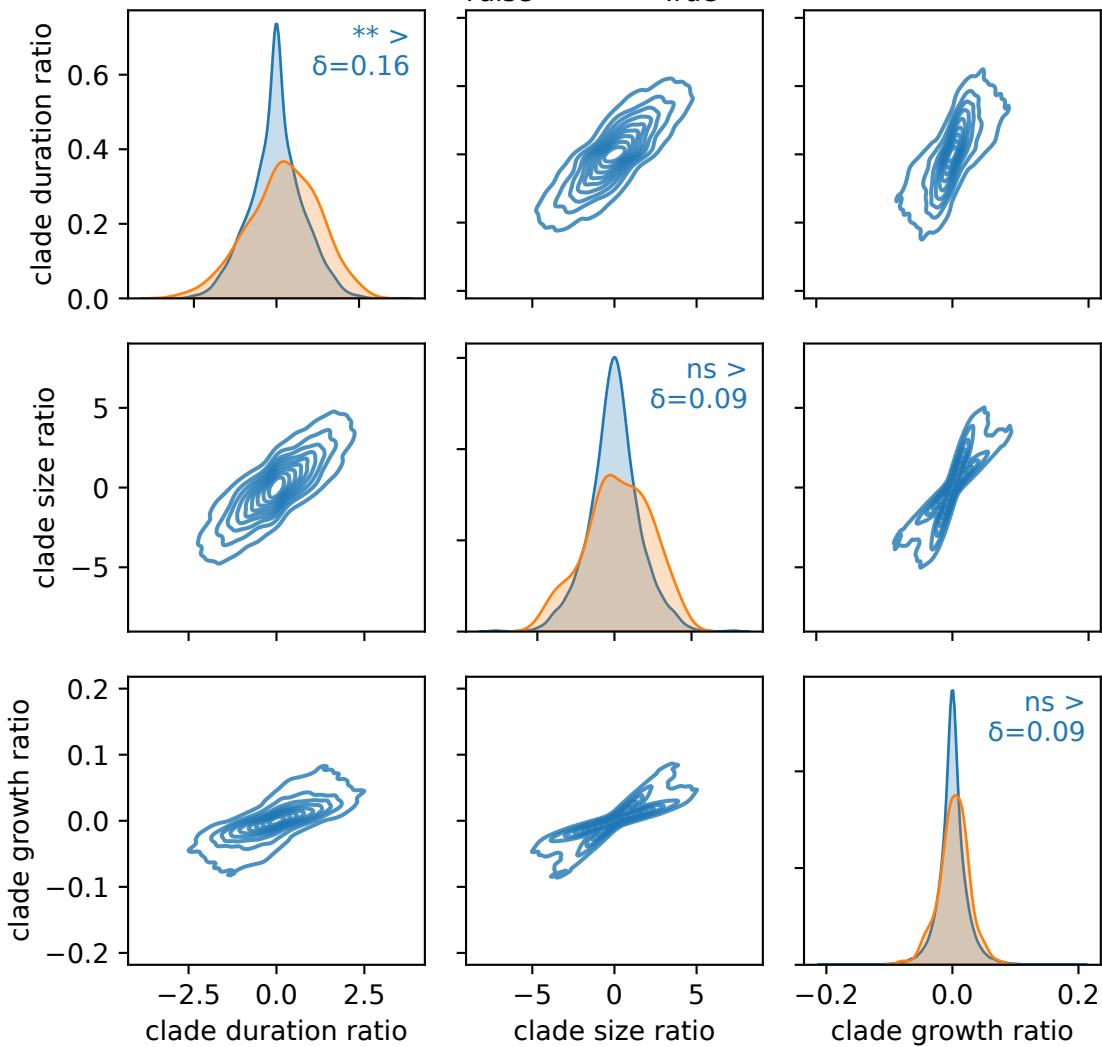 clade duration ratio
0.6
0.4
0.2
0.0
** >
δ=0.16
clade size ratio
5
0
−5
ns >
δ=0.09
clade growth ratio
0.2
0.1
0.0
−0.1
−0.2
ns >
δ=0.09
−2.5 0.0 2.5
−5 0 5
−0.2 0.0 0.2
clade duration ratio
clade size ratio
clade growth ratio